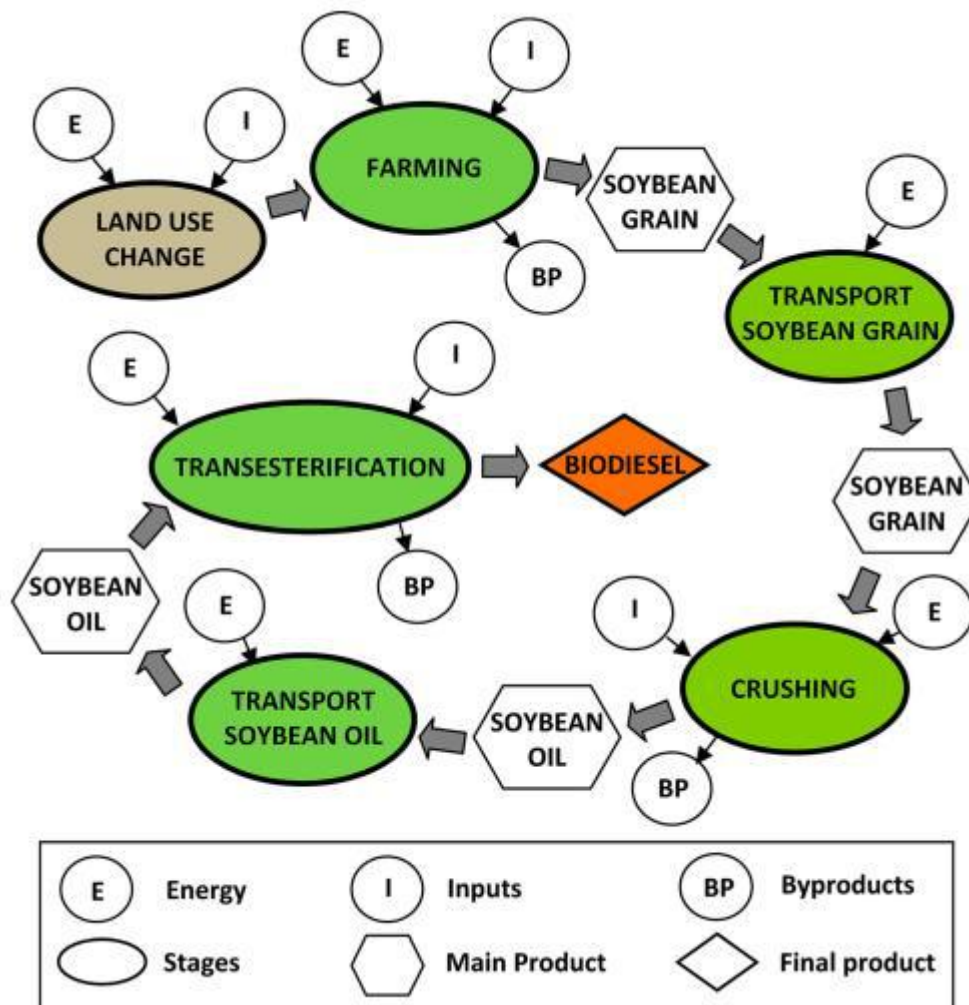 E
I
E
I
FARMING
SOYBEAN
GRAIN
E
LAND USE
CHANGE
BP
TRANSPORT
SOYBEAN GRAIN
E
I
TRANSESTERIFICATION
BIODIESEL
SOYBEAN
GRAIN
BP
SOYBEAN
OIL
E
I
E
CRUSHING
TRANSPORT
SOYBEAN OIL
SOYBEAN
OIL
BP
E Energy
I Inputs
BP Byproducts
Stages
Main Product
Final product